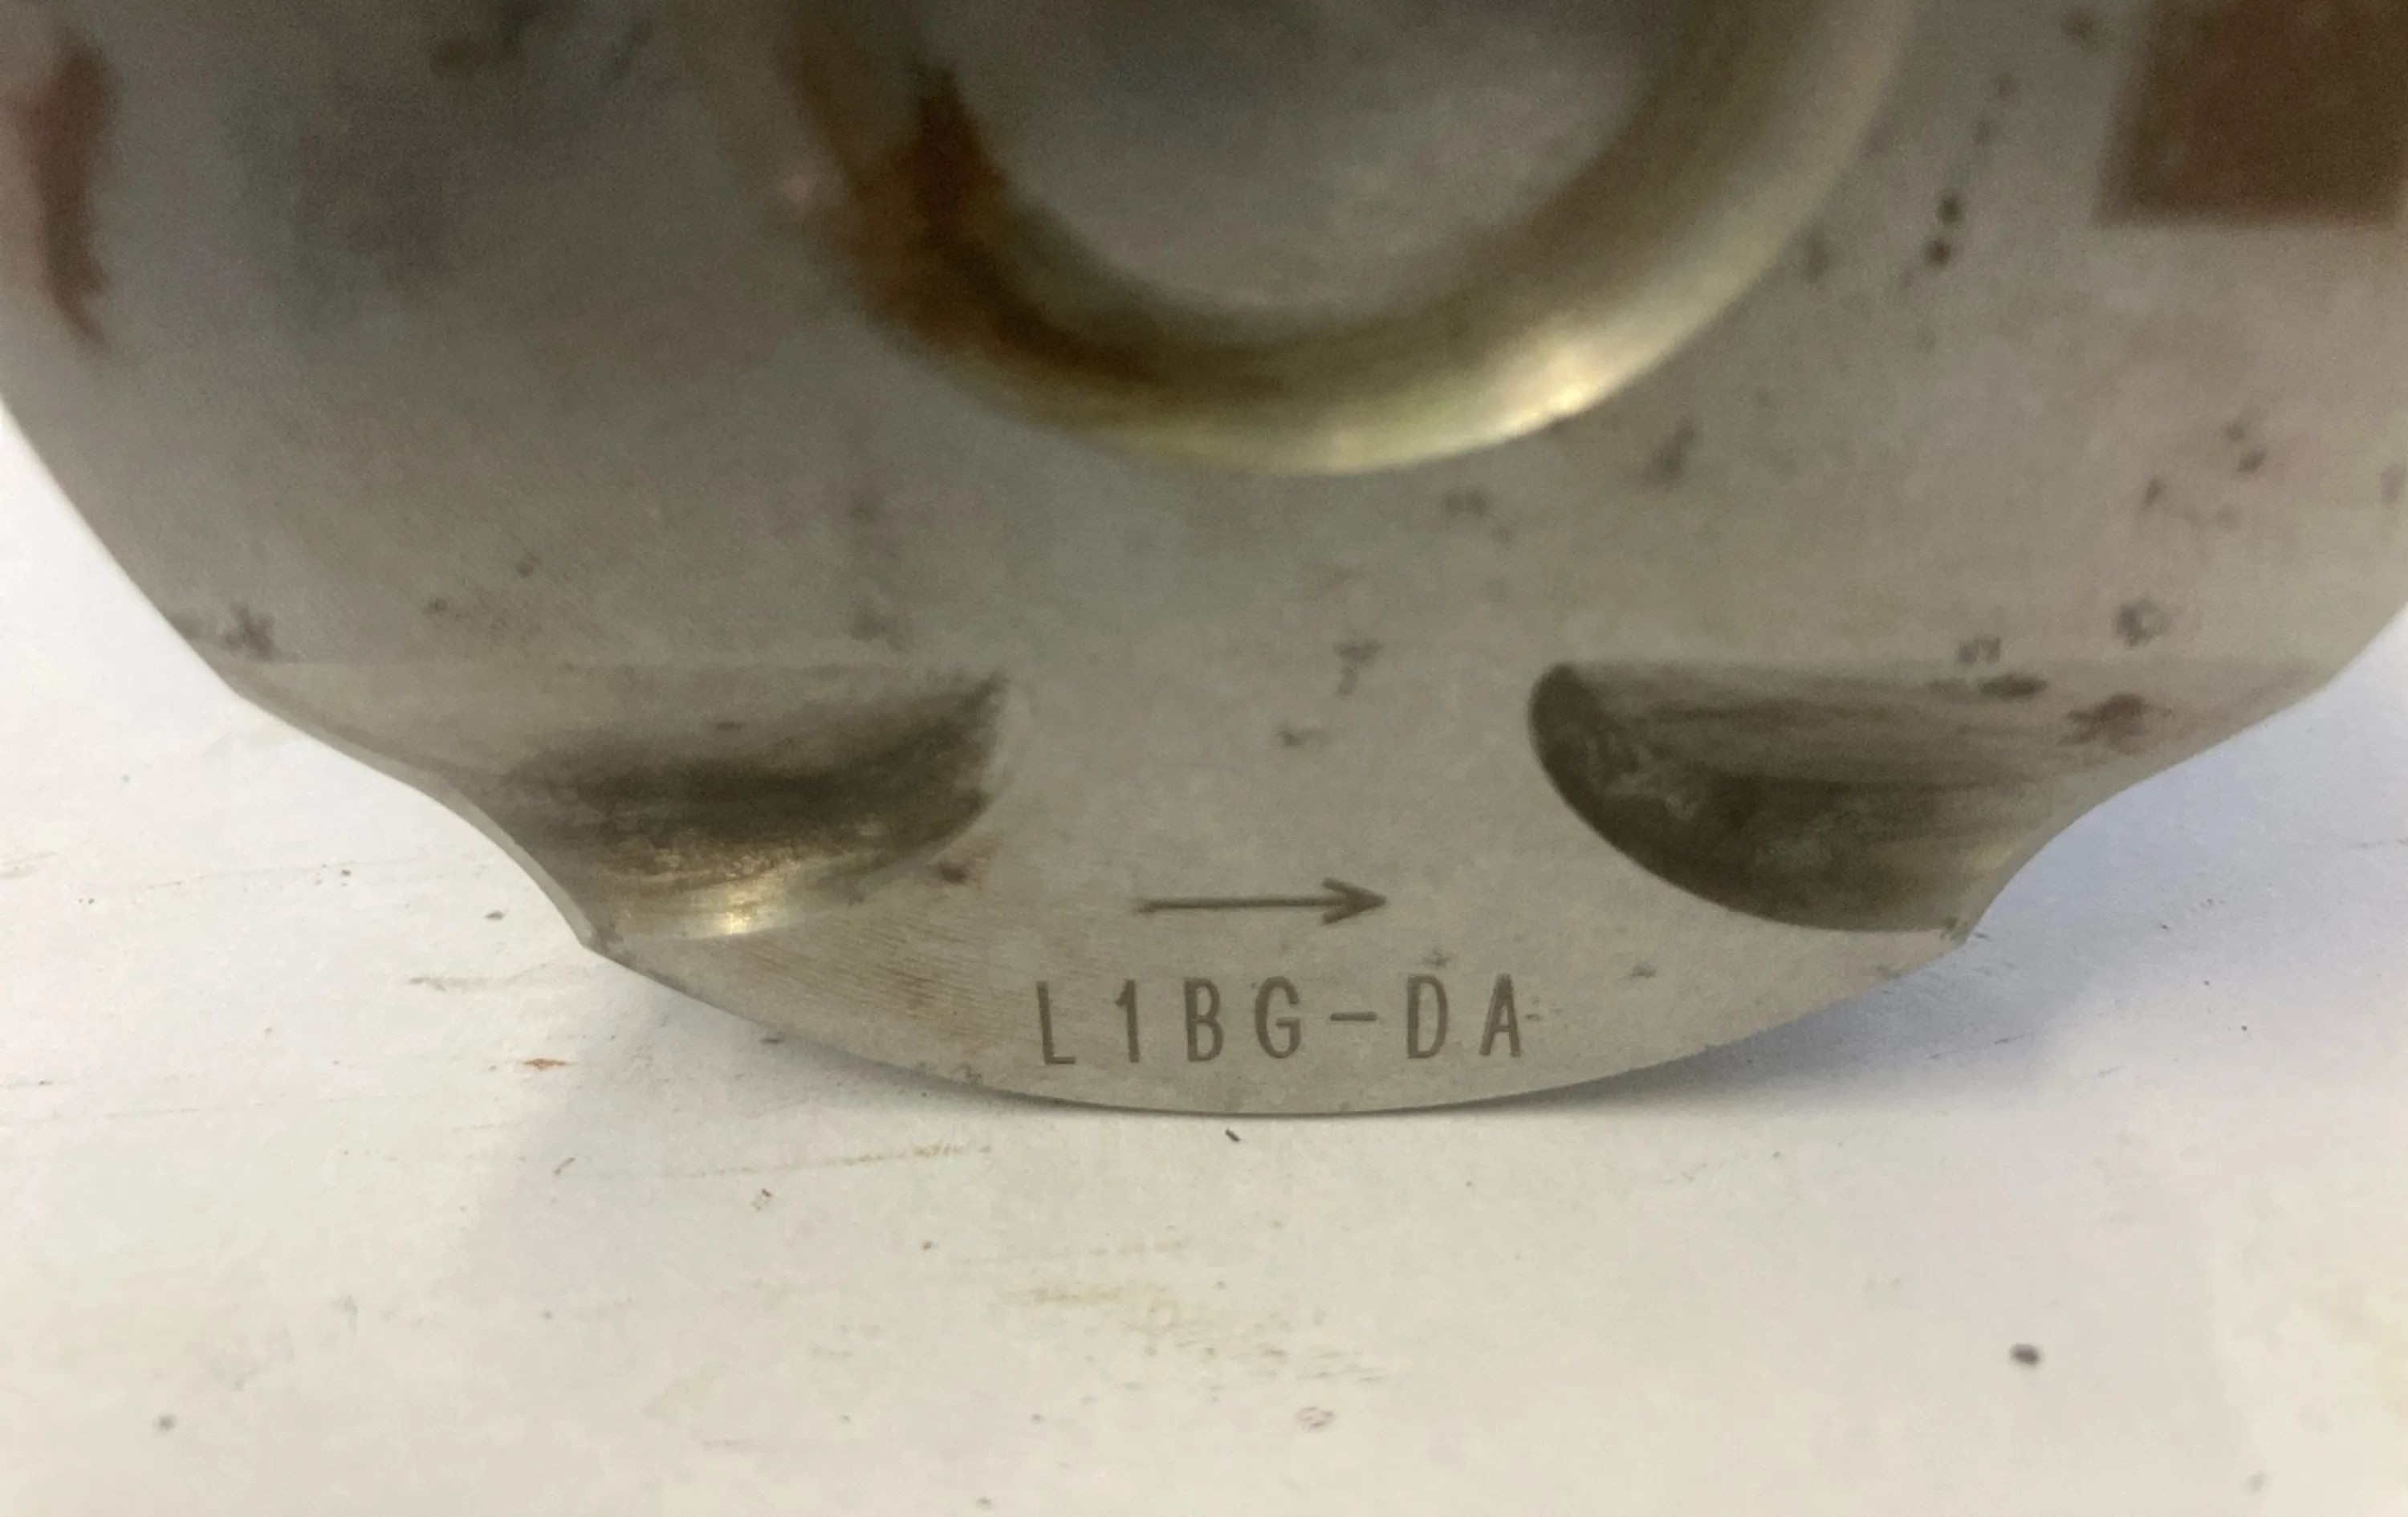 →
L1BG-DA